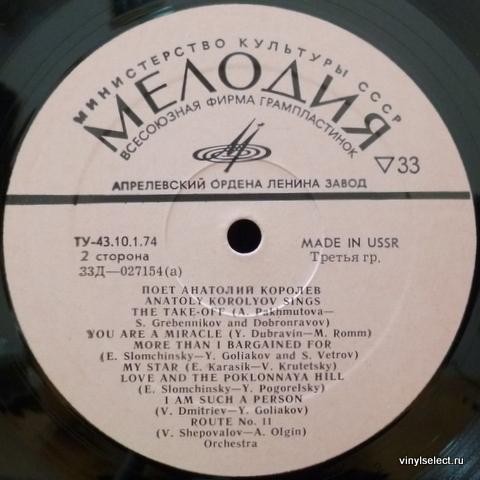 МИНИСТЕРСТВО КУЛЬТУРЫ СССР
МЕЛОДИЯ
ВСЕСОЮЗНАЯ ФИРМА ГРАМПЛАСТИНОК
▽33
АПРЕЛЕВСКИЙ ОРДЕНА ЛЕНИНА ЗАВОД
ТУ-43.10.1.74
MADE IN USSR
2 сторона
Третья гр.
33Д—027154(а)
ПОЕТ АНАТОЛИЙ КОРОЛЁВ
ANATOLY KOROLYOV SINGS
THE TAKE-OFF (A. Pakhmutova—
S. Grebennikov and Dobronravov)
YOU ARE A MIRACLE (Y. Dubravin—M. Romm)
MORE THAN I BARGAINED FOR
(E. Slomchinsky—Y. Goliakov and S. Vetrov)
MY STAR (E. Karasik—V. Krutetsky)
LOVE AND THE POKLONNAYA HILL
(E. Slomchinsky—Y. Pogorelsky)
I AM SUCH A PERSON
(V. Dmitriev—Y. Goliakov)
ROUTE No. 11
(V. Shepovalov—A. Olgin)
Orchestra
vinylselect.ru